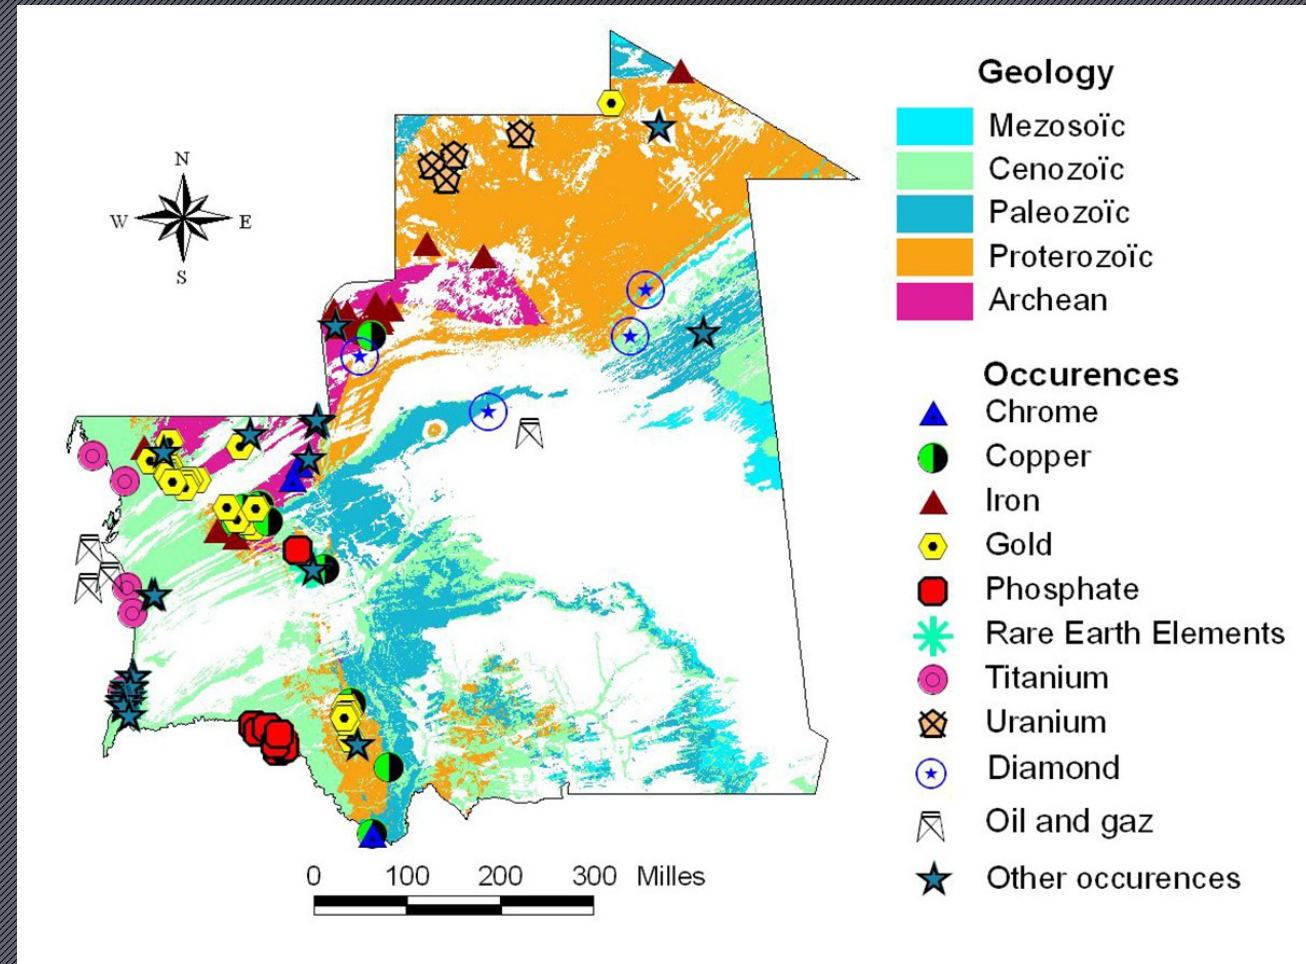 N
W
E
S
Geology
Mezosoïc
Cenozoïc
Paleozoïc
Proterozoïc
Archean
Occurences
Chrome
Copper
Iron
Gold
Phosphate
Rare Earth Elements
Titanium
Uranium
Diamond
Oil and gaz
Other occurences
0 100 200 300 Milles